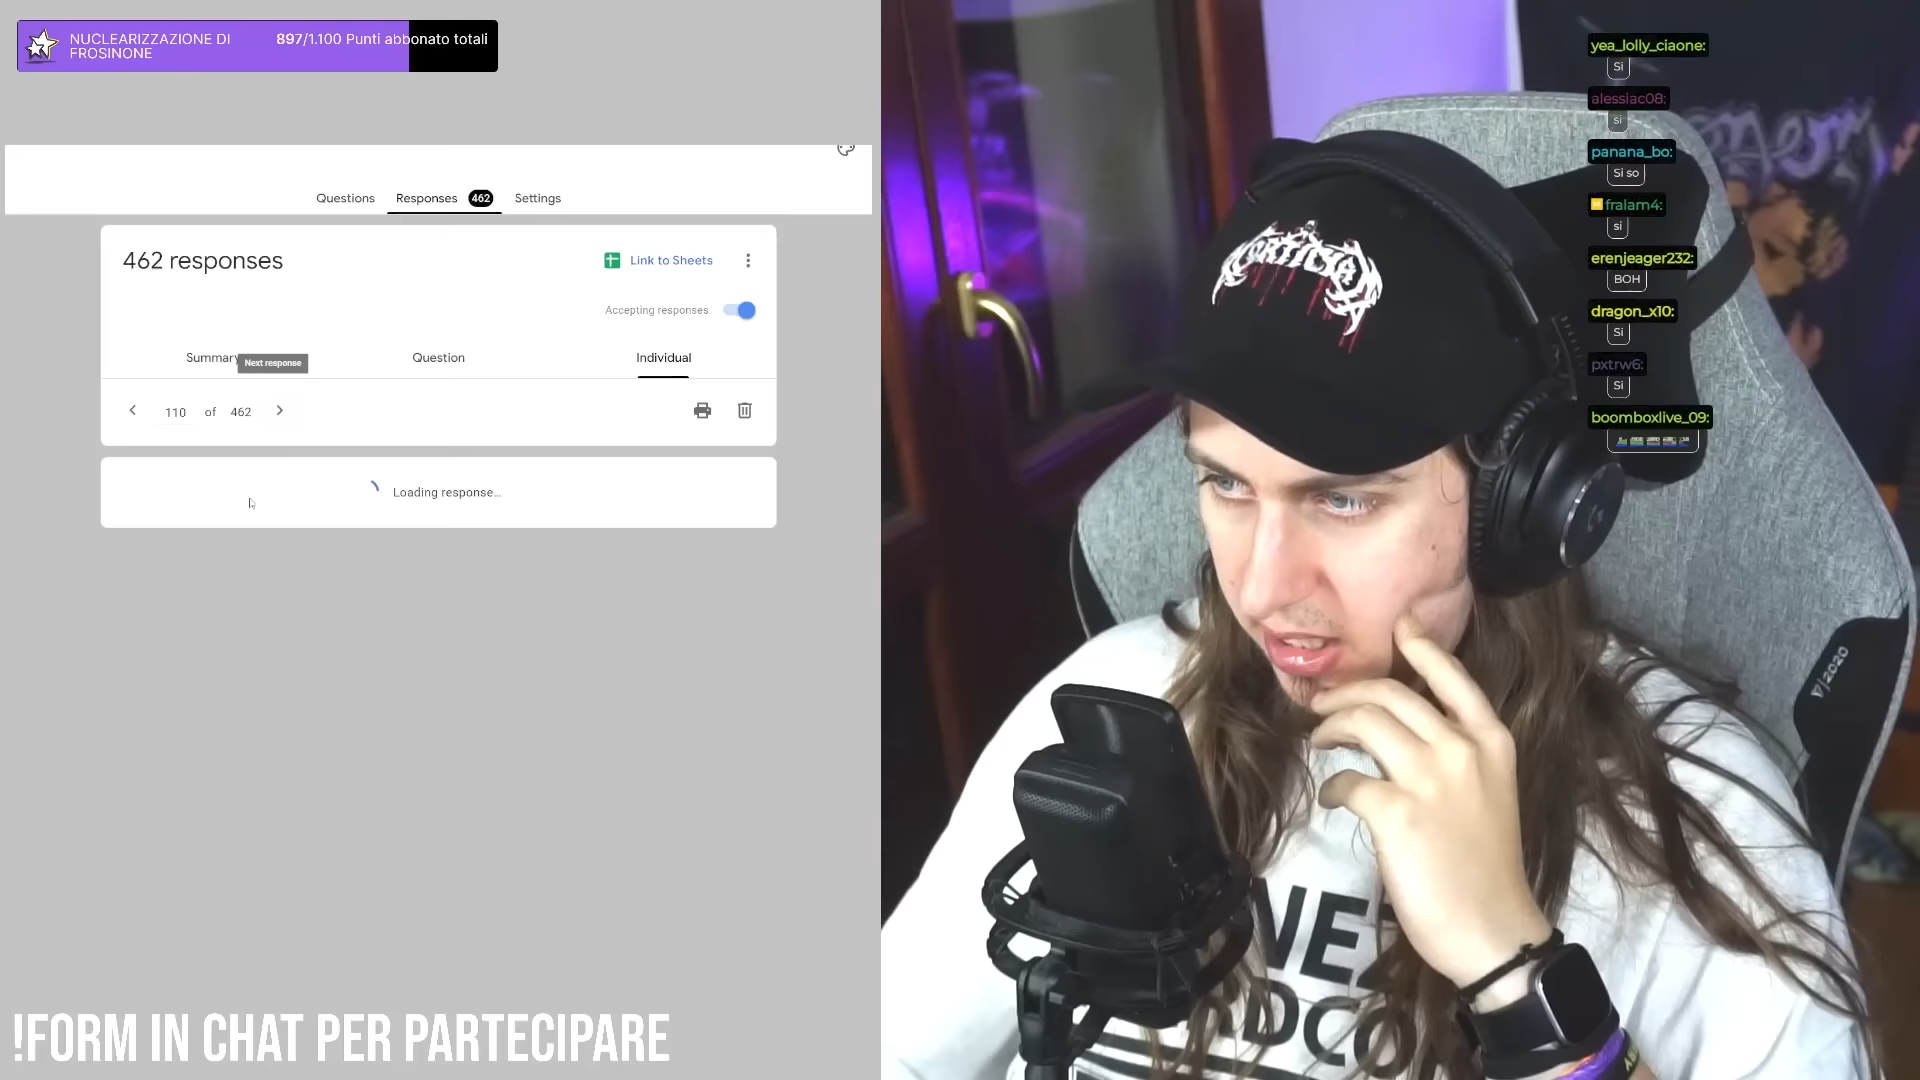 NUCLEARIZZAZIONE DI
FROSINONE
897/1.100 Punti abbonato totali
Questions
Responses 462
Settings
462 responses
Link to Sheets
Accepting responses
Summary
Next response
Question
Individual
110 of 462
Loading response...
!FORM IN CHAT PER PARTECIPARE
yea_lolly_ciaone:
Si
alessiac08:
si
panana_bo:
Si so
fralam4:
si
erenjeager232:
BOH
dragon_x10:
Si
pxtrw6:
Si
boomboxlive_09:
V|2020